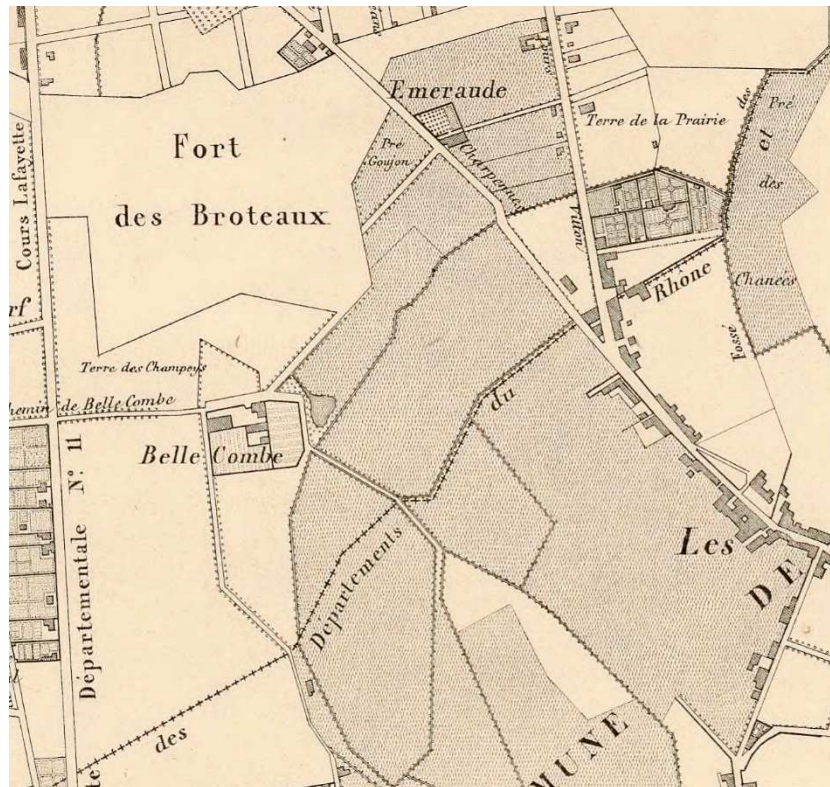 Cours Lafayette
Fort
des Broteaux
Emeraude
Pré
Goujon
Charpennes
Terre de la Prairie
des
et
Pré
des
Chanées
Fossé
Rhône
du
Terre des Champeys
Chemin de Belle Combe
Belle Combe
Départementale N.º 11
Départements
des
Les
DE
MUNE